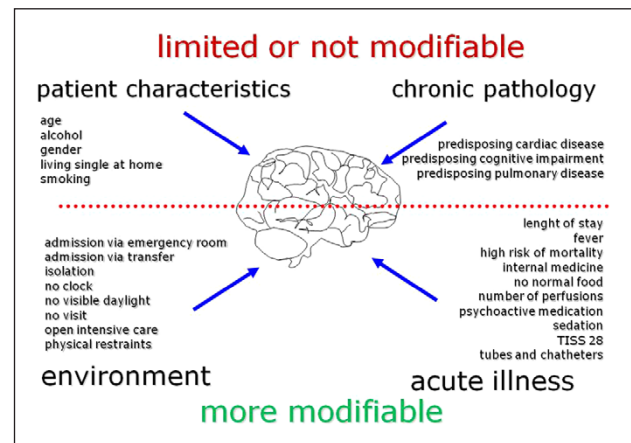 limited or not modifiable
patient characteristics
age
alcohol
gender
living single at home
smoking
chronic pathology
predisposing cardiac disease
predisposing cognitive impairment
predisposing pulmonary disease
admission via emergency room
admission via transfer
isolation
no clock
no visible daylight
no visit
open intensive care
physical restraints
environment
lenght of stay
fever
high risk of mortality
internal medicine
no normal food
number of perfusions
psychoactive medication
sedation
TISS 28
tubes and chatheters
acute illness
more modifiable